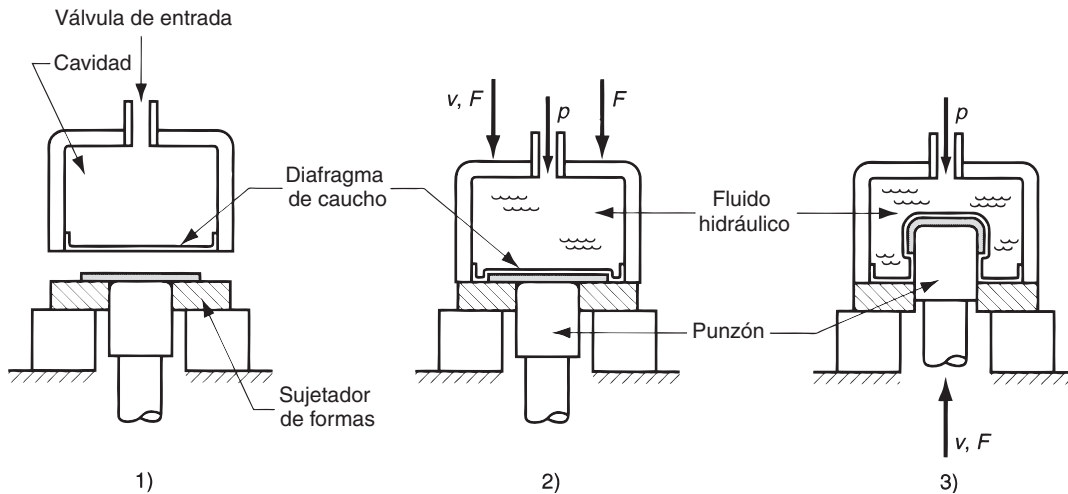 Válvula de entrada
Cavidad
v, F
F
p
p
Diafragma
de caucho
Fluido
hidráulico
Punzón
Sujetador
de formas
v, F
1)
2)
3)